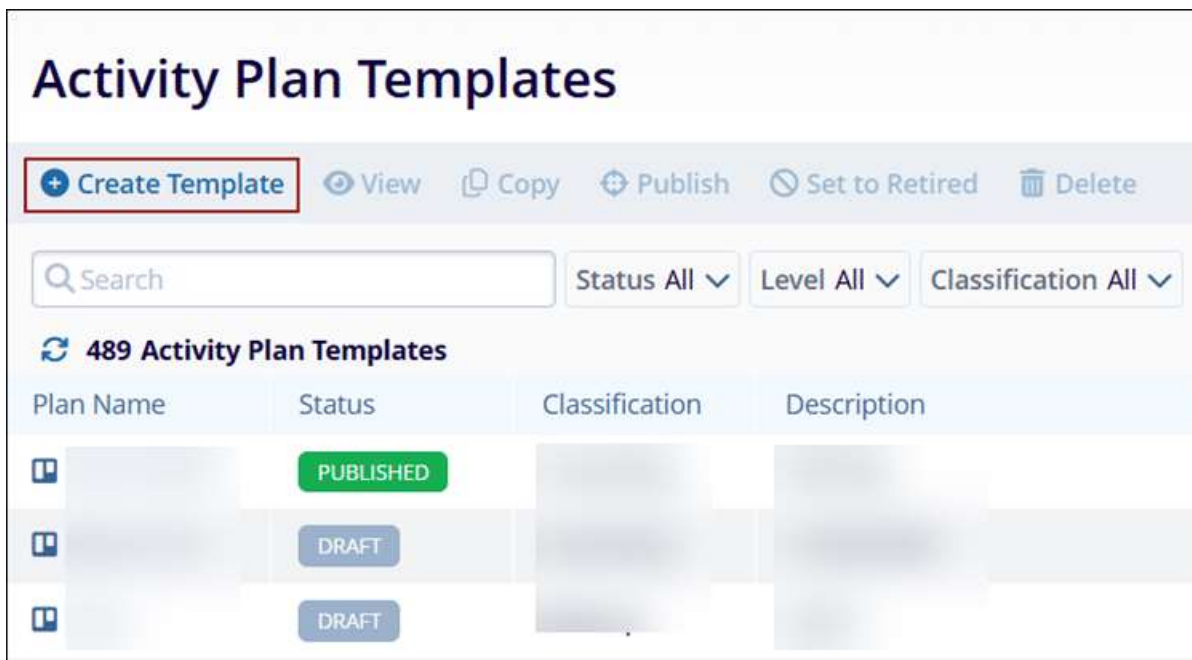 Activity Plan Templates
Create Template View Copy Publish Set to Retired Delete
Search Status All Level All Classification All
489 Activity Plan Templates
Plan Name Status Classification Description
PUBLISHED
DRAFT
DRAFT